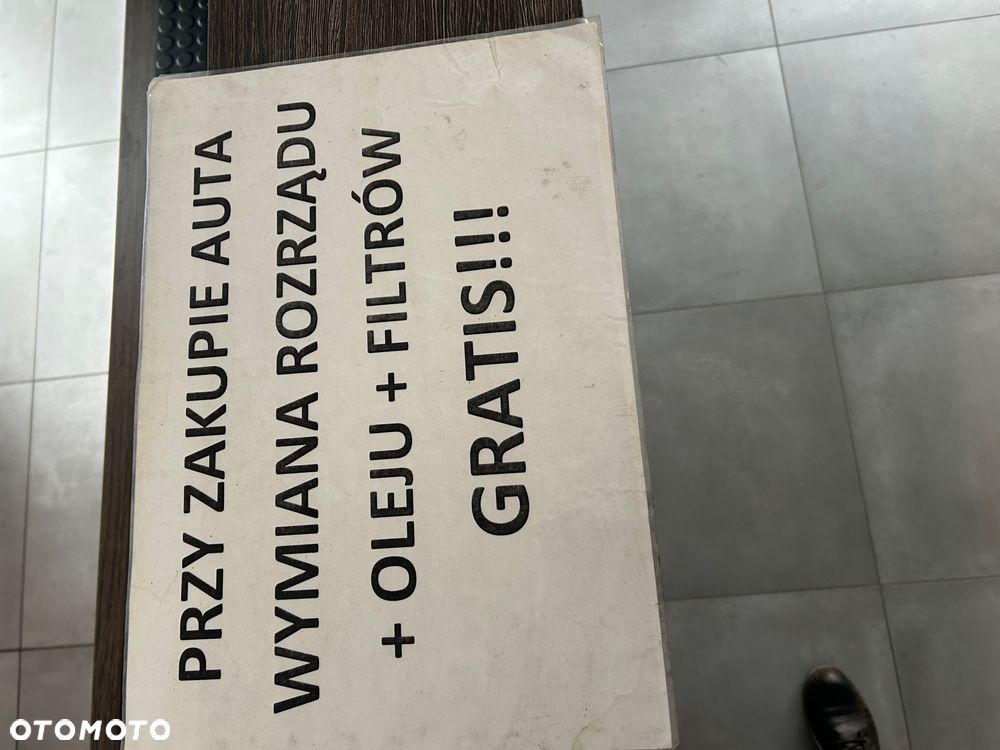 PRZY ZAKUPIE AUTA
WYMIANA ROZRZĄDU
+ OLEJU + FILTRÓW
GRATIS!!!!
OTOMOTO